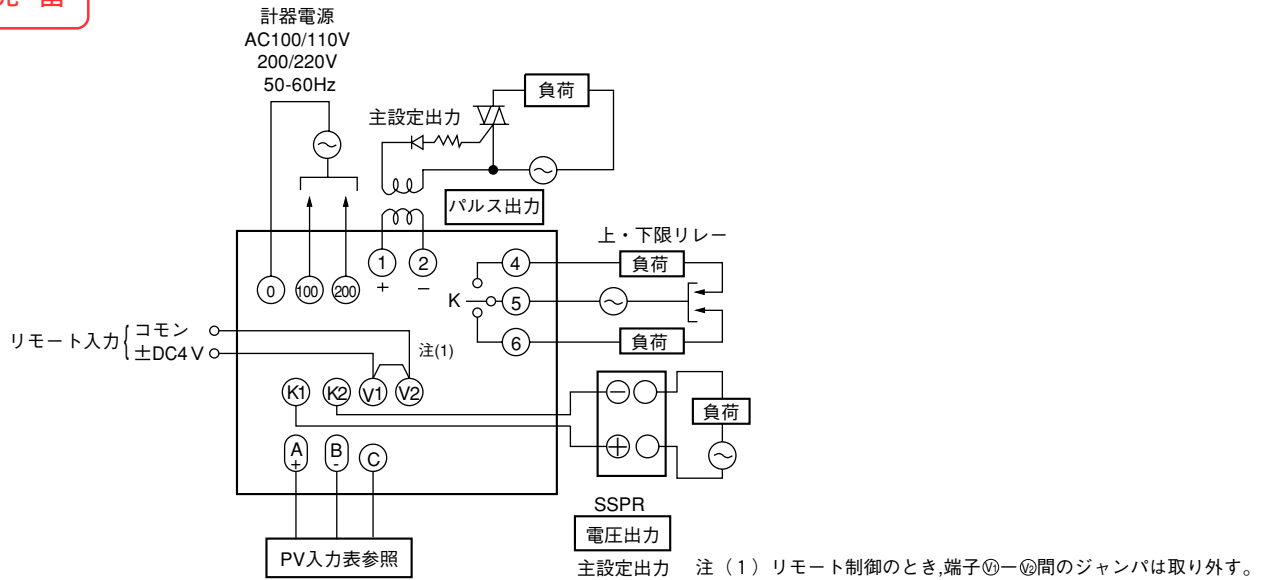 計器電源
AC100/110V
200/220V
50-60Hz
負荷
主設定出力
パルス出力
上・下限リレー
1
2
+
−
0
100
200
4
負荷
K
5
6
負荷
リモート入力
コモン
±DC4V
注(1)
K1
K2
V1
V2
負荷
A
+
B
-
C
SSPR
電圧出力
主設定出力
PV入力表参照
注（1）リモート制御のとき,端子Ⓥ1ーⓋ2間のジャンパは取り外す。